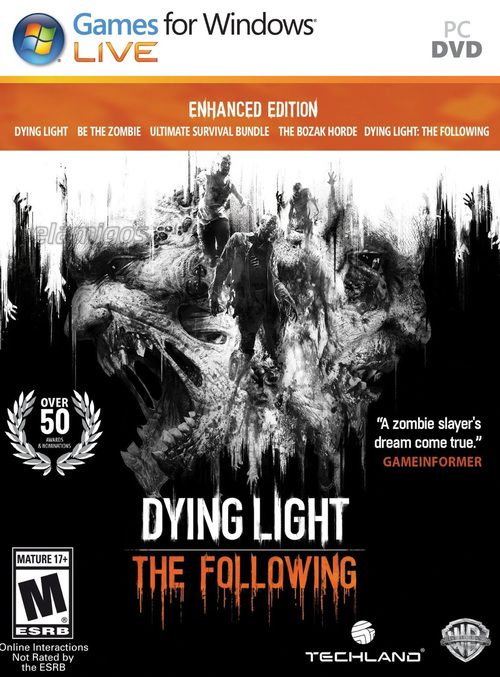 Games for Windows®
LIVE
PC
DVD
ENHANCED EDITION
DYING LIGHT BE THE ZOMBIE ULTIMATE SURVIVAL BUNDLE THE BOZAK HORDE DYING LIGHT: THE FOLLOWING
elamigos
OVER
50
AWARDS
& NOMINATIONS
“A zombie slayer's
dream come true.”
GAMEINFORMER
DYING LIGHT
THE FOLLOWING
MATURE 17+
M
ESRB
Online Interactions
Not Rated by
the ESRB
TECHLAND
WB